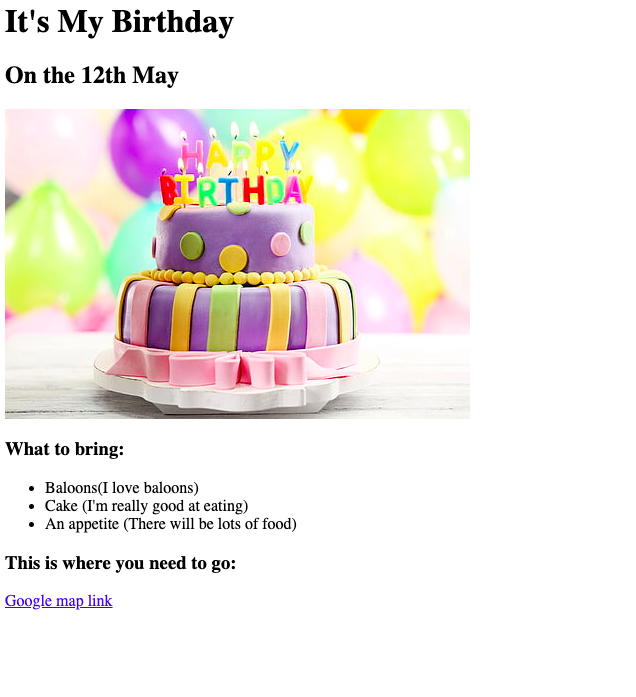 It's My Birthday
On the 12th May
HAPPY
BIRTHDAY
What to bring:
Baloons(I love baloons)
Cake (I'm really good at eating)
An appetite (There will be lots of food)
This is where you need to go:
Google map link